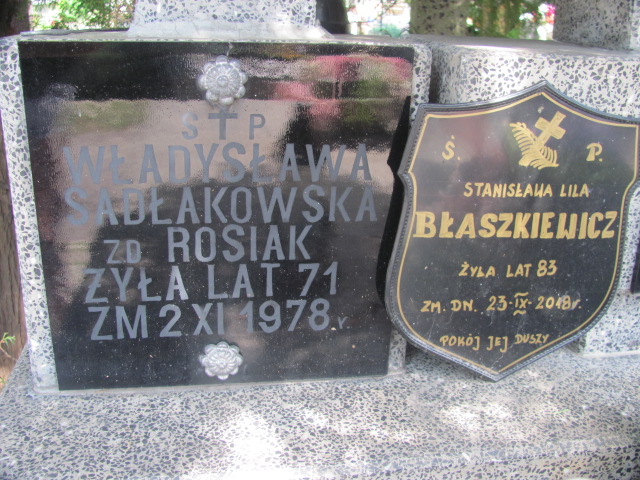 S P
WŁADYSŁAWA
SADŁAKOWSKA
ZD ROSIAK
ŻYŁA LAT 71
ZM 2 XI 1978 r.
Ś. P.
STANISŁAWA LILA
BŁASZKIEWICZ
ŻYŁA LAT 83
ZM. DN. 23-IX-2018r.
POKÓJ JEJ DUSZY